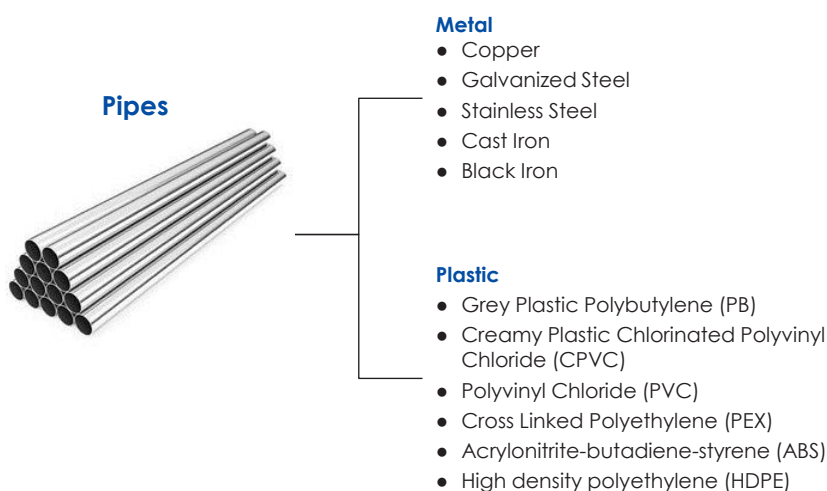 Pipes
Metal
● Copper
● Galvanized Steel
● Stainless Steel
● Cast Iron
● Black Iron
Plastic
● Grey Plastic Polybutylene (PB)
● Creamy Plastic Chlorinated Polyvinyl
Chloride (CPVC)
● Polyvinyl Chloride (PVC)
● Cross Linked Polyethylene (PEX)
● Acrylonitrite-butadiene-styrene (ABS)
● High density polyethylene (HDPE)